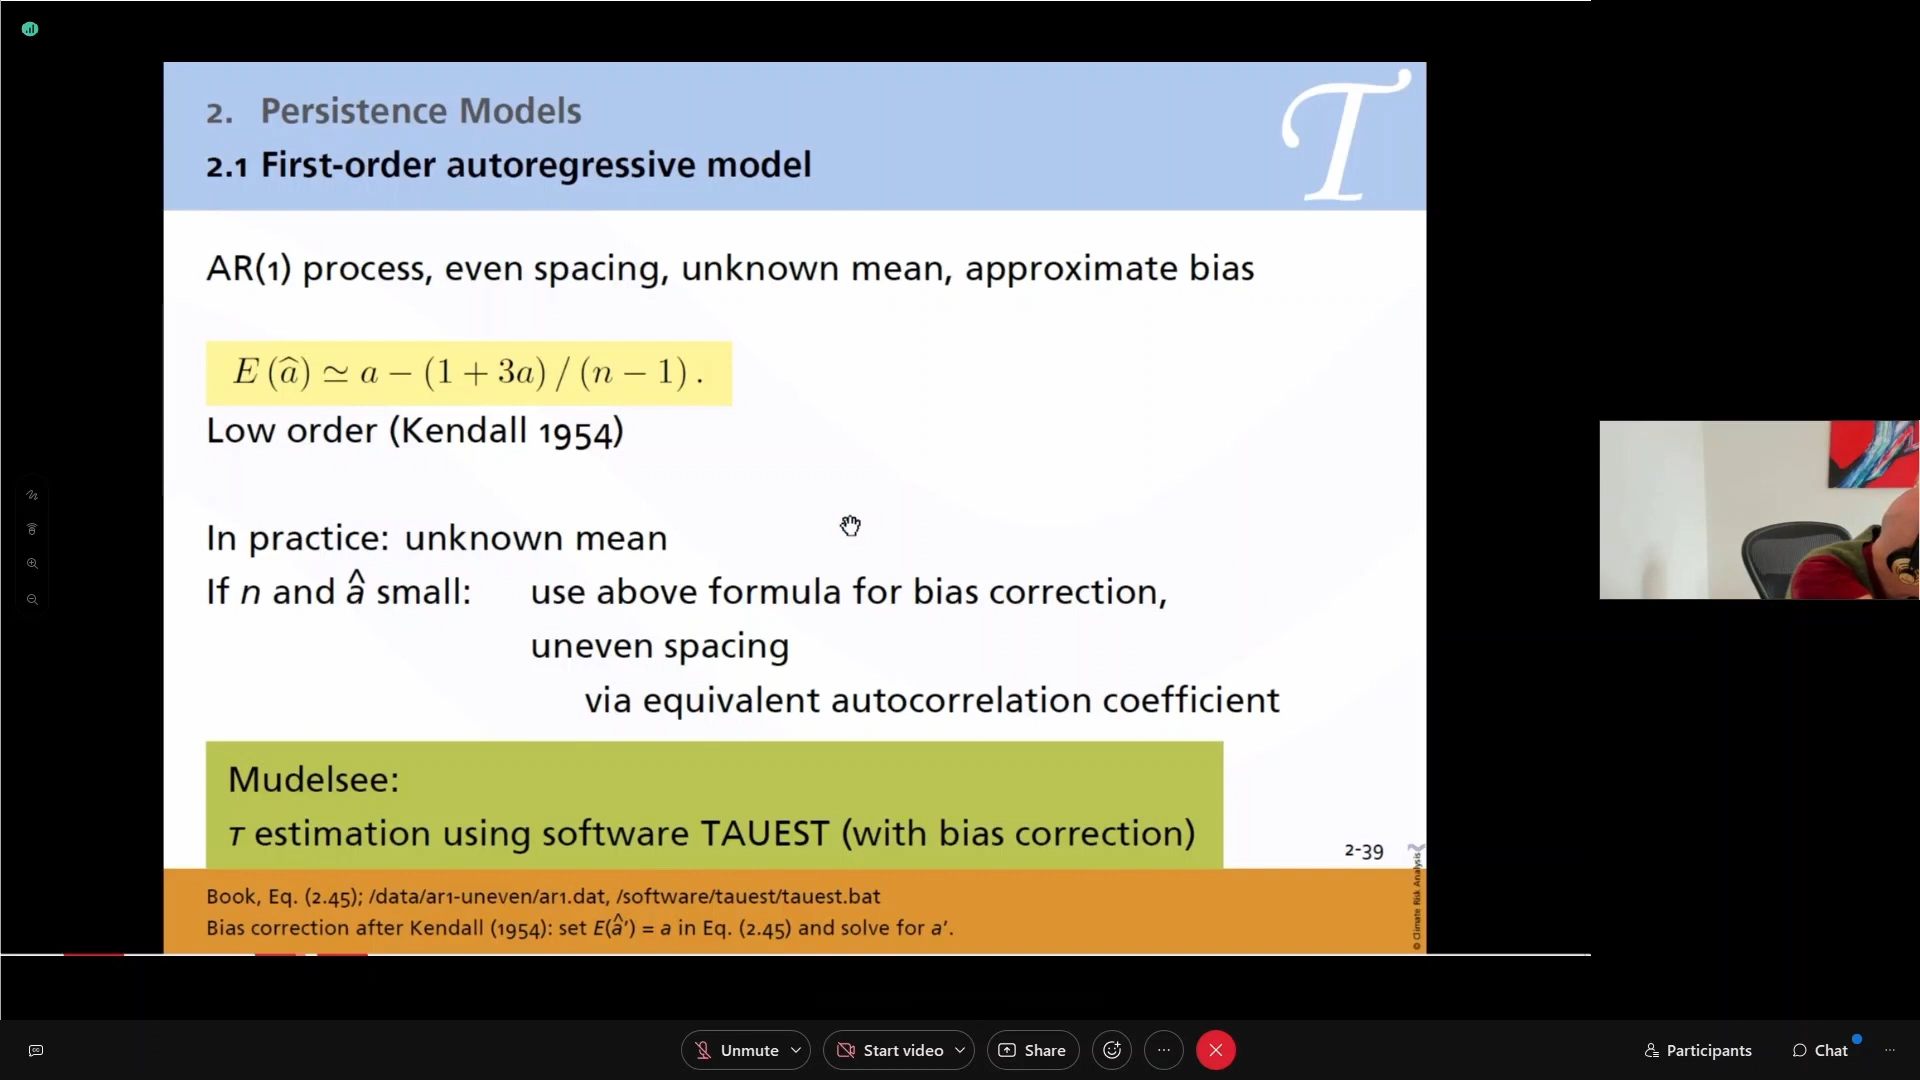 2. Persistence Models
2.1 First-order autoregressive model
T
AR(1) process, even spacing, unknown mean, approximate bias
E(â) ≃ a − (1 + 3a) / (n − 1) .
Low order (Kendall 1954)
In practice: unknown mean
If n and â small: use above formula for bias correction,
uneven spacing
via equivalent autocorrelation coefficient
Mudelsee:
τ estimation using software TAUEST (with bias correction)
2-39
© Climate Risk Analysis
Book, Eq. (2.45); /data/ar1-uneven/ar1.dat, /software/tauest/tauest.bat
Bias correction after Kendall (1954): set E(â′) = a in Eq. (2.45) and solve for a′.
Unmute
Start video
Share
Participants
Chat